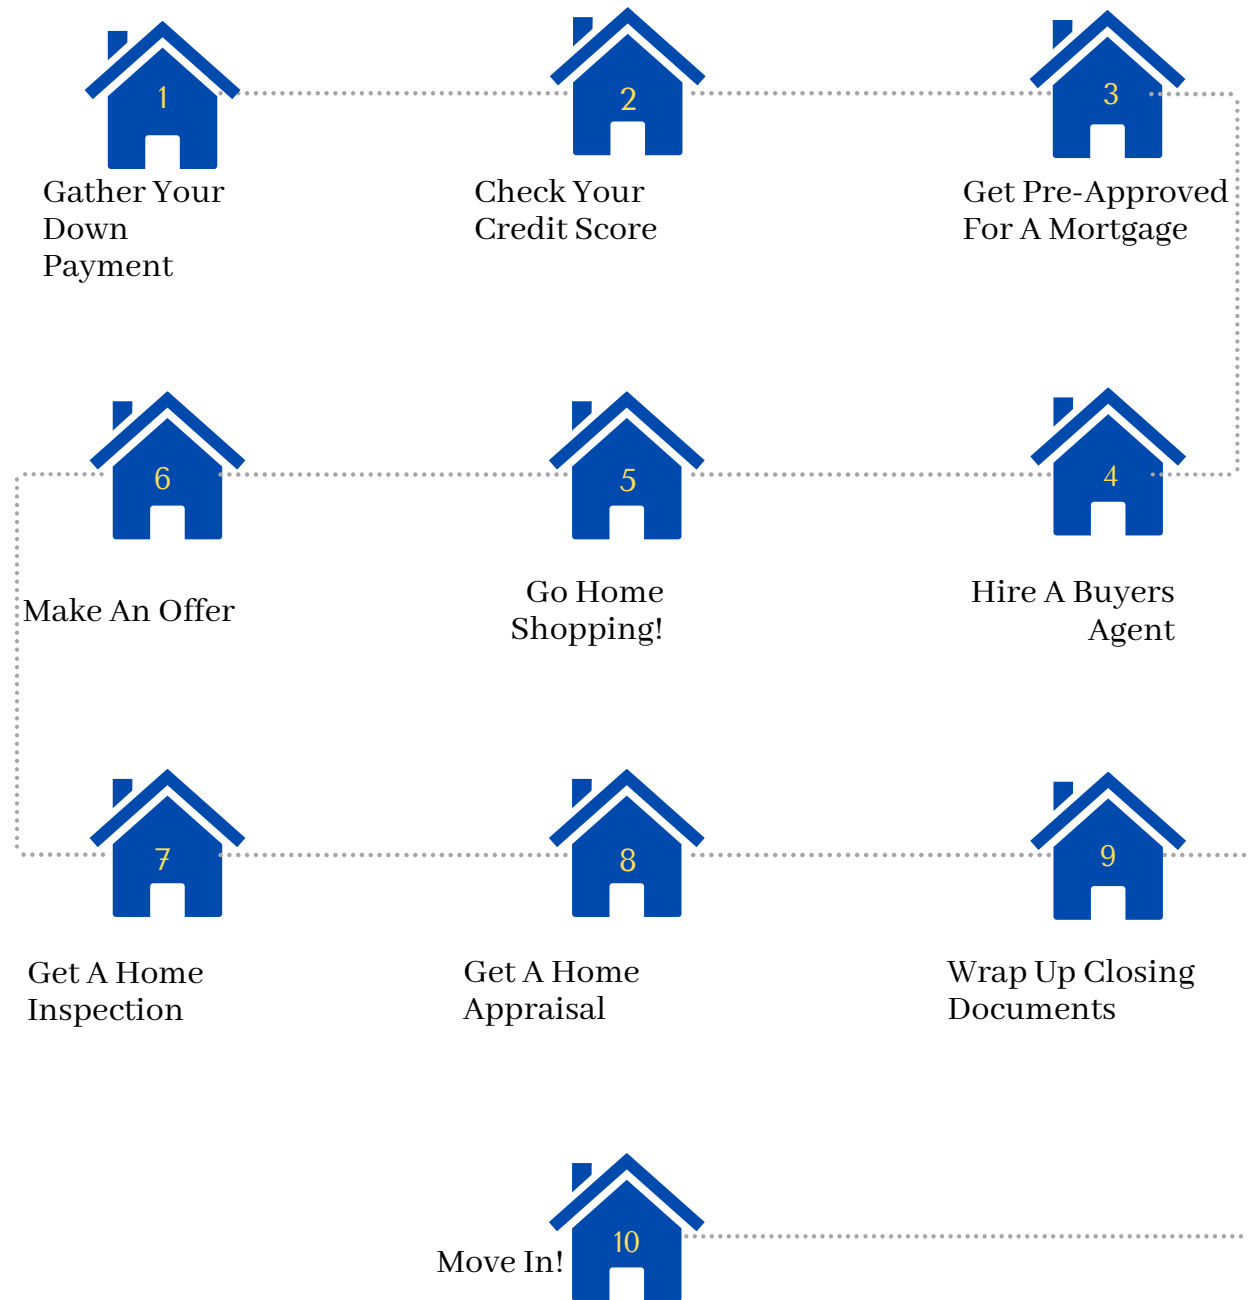 1
Gather Your
Down
Payment
2
Check Your
Credit Score
3
Get Pre-Approved
For A Mortgage
4
Hire A Buyers
Agent
5
Go Home
Shopping!
6
Make An Offer
7
Get A Home
Inspection
8
Get A Home
Appraisal
9
Wrap Up Closing
Documents
10
Move In!